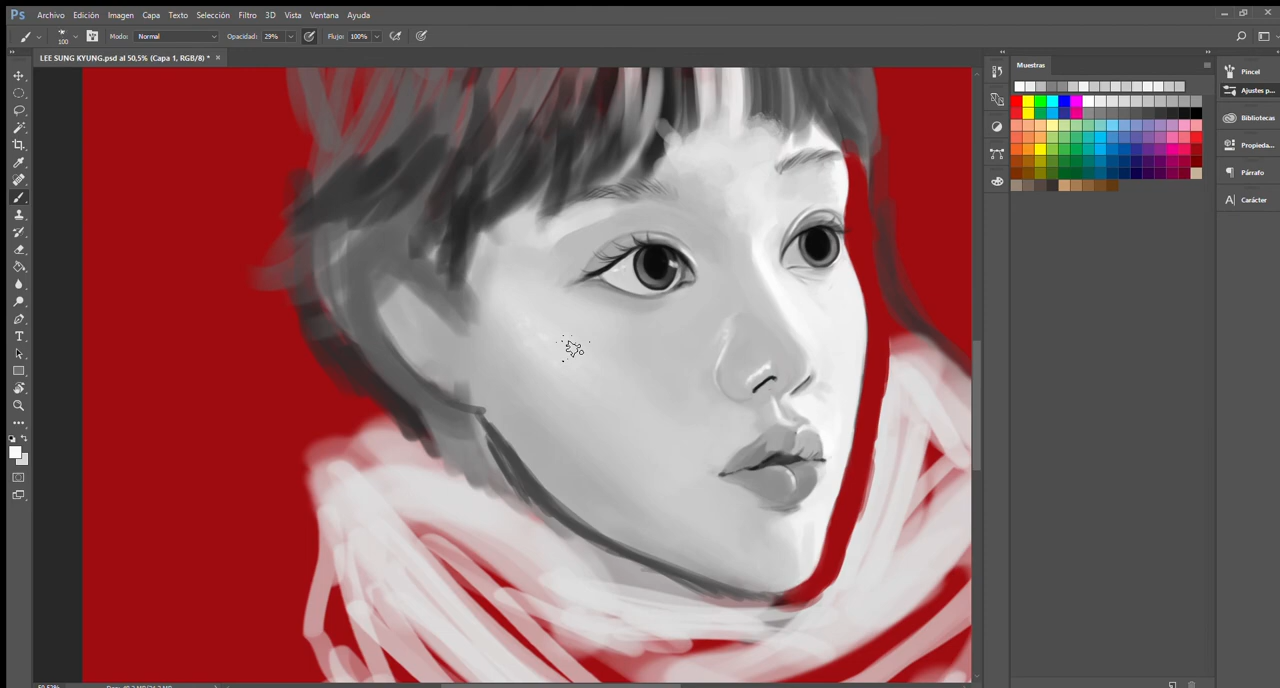 Ps Archivo Edición Imagen Capa Texto Selección Filtro 3D Vista Ventana Ayuda
100 Modo: Normal Opacidad: 29% Flujo: 100%
LEE SUNG KYUNG.psd al 50,5% (Capa 1, RGB/8) * ×
Muestras
Pincel
Ajustes p...
Bibliotecas
Propieda...
Párrafo
Carácter